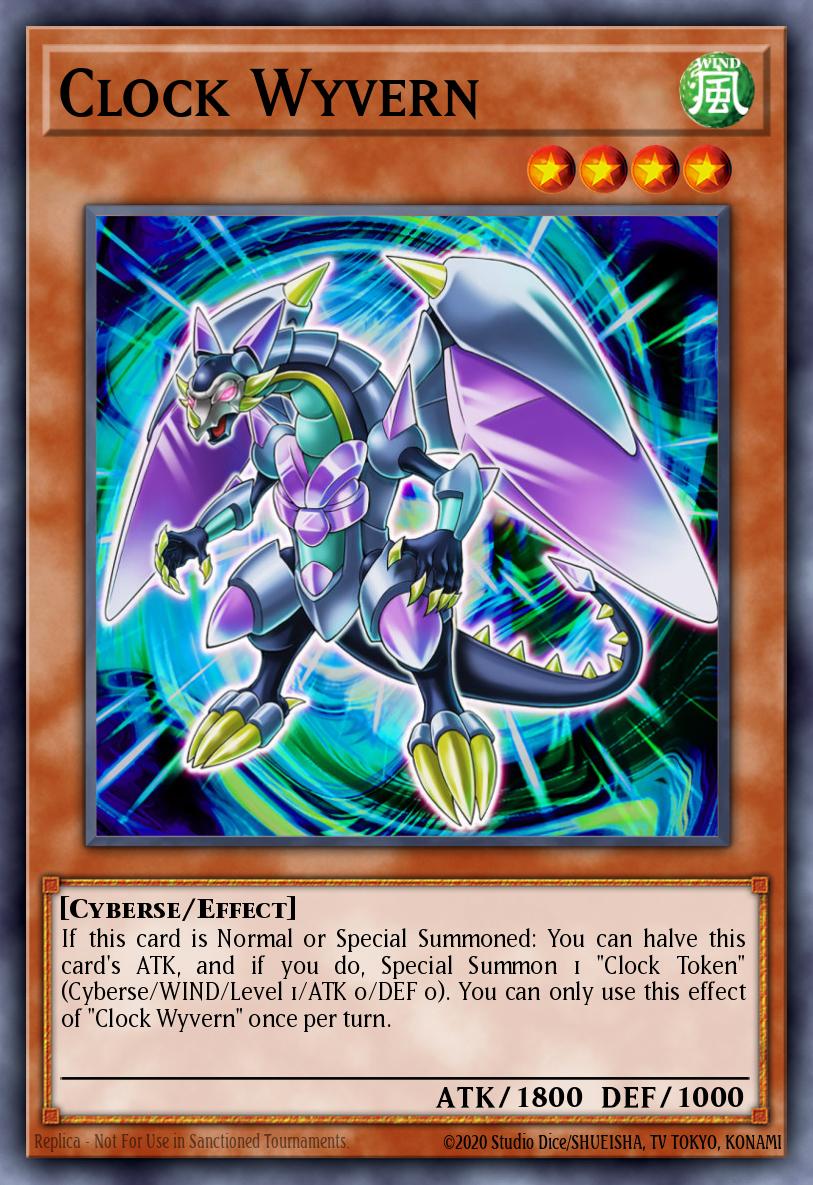 Clock Wyvern
WIND
風
[Cyberse/Effect]
If this card is Normal or Special Summoned: You can halve this
card's ATK, and if you do, Special Summon 1 "Clock Token"
(Cyberse/WIND/Level 1/ATK 0/DEF 0). You can only use this effect
of "Clock Wyvern" once per turn.
ATK/1800 DEF/1000
Replica - Not For Use in Sanctioned Tournaments.
©2020 Studio Dice/SHUEISHA, TV TOKYO, KONAMI